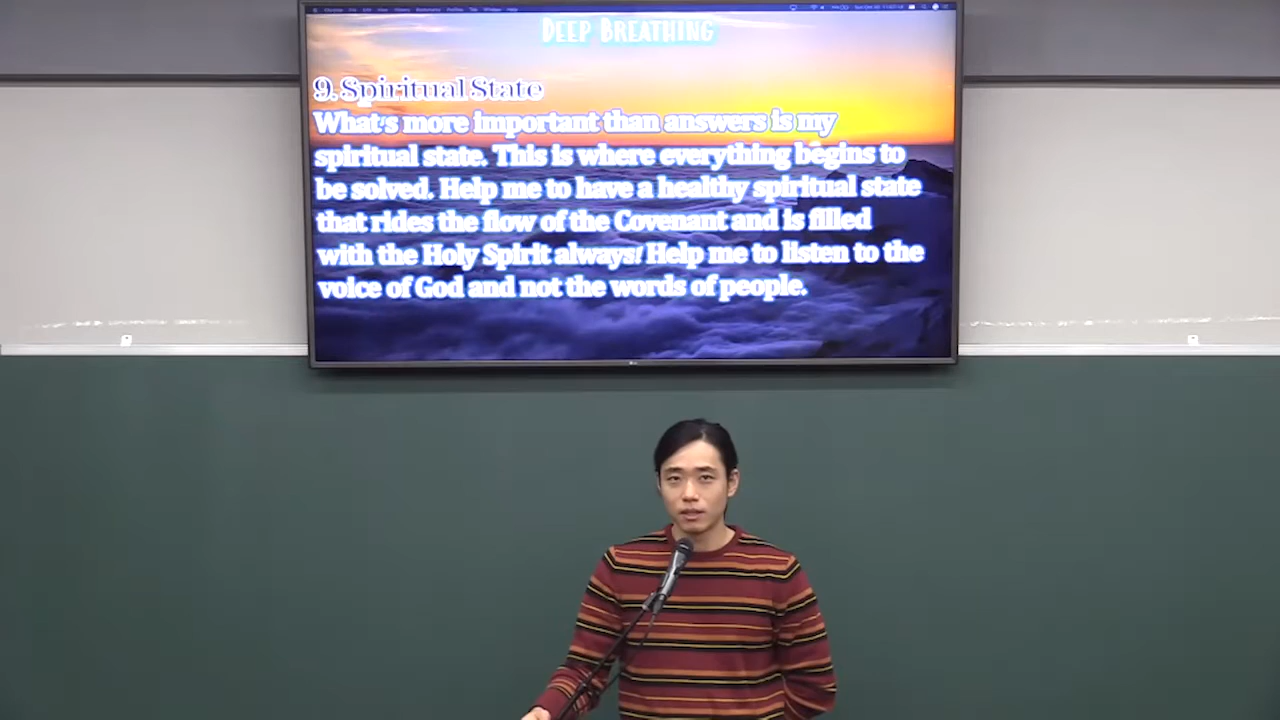 DEEP BREATHING
9. Spiritual State
What's more important than answers is my
spiritual state. This is where everything begins to
be solved. Help me to have a healthy spiritual state
that rides the flow of the Covenant and is filled
with the Holy Spirit always! Help me to listen to the
voice of God and not the words of people.